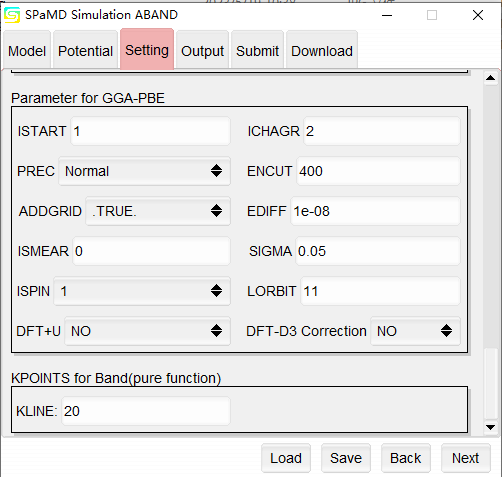 SPaMD Simulation ABAND
Model Potential Setting Output Submit Download
Parameter for GGA-PBE
ISTART 1 ICHAGR 2
PREC Normal ENCUT 400
ADDGRID .TRUE. EDIFF 1e-08
ISMEAR 0 SIGMA 0.05
ISPIN 1 LORBIT 11
DFT+U NO DFT-D3 Correction NO
KPOINTS for Band(pure function)
KLINE: 20
Load Save Back Next